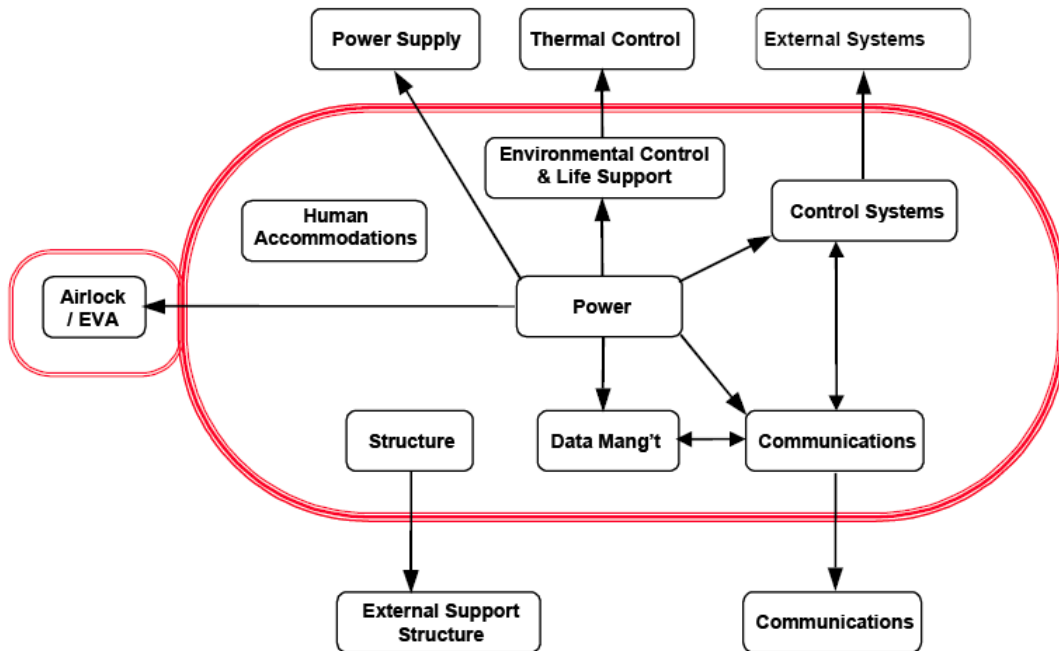 Power Supply
Thermal Control
External Systems
Environmental Control
& Life Support
Human
Accommodations
Control Systems
Airlock
/ EVA
Power
Structure
Data Mang't
Communications
External Support
Structure
Communications